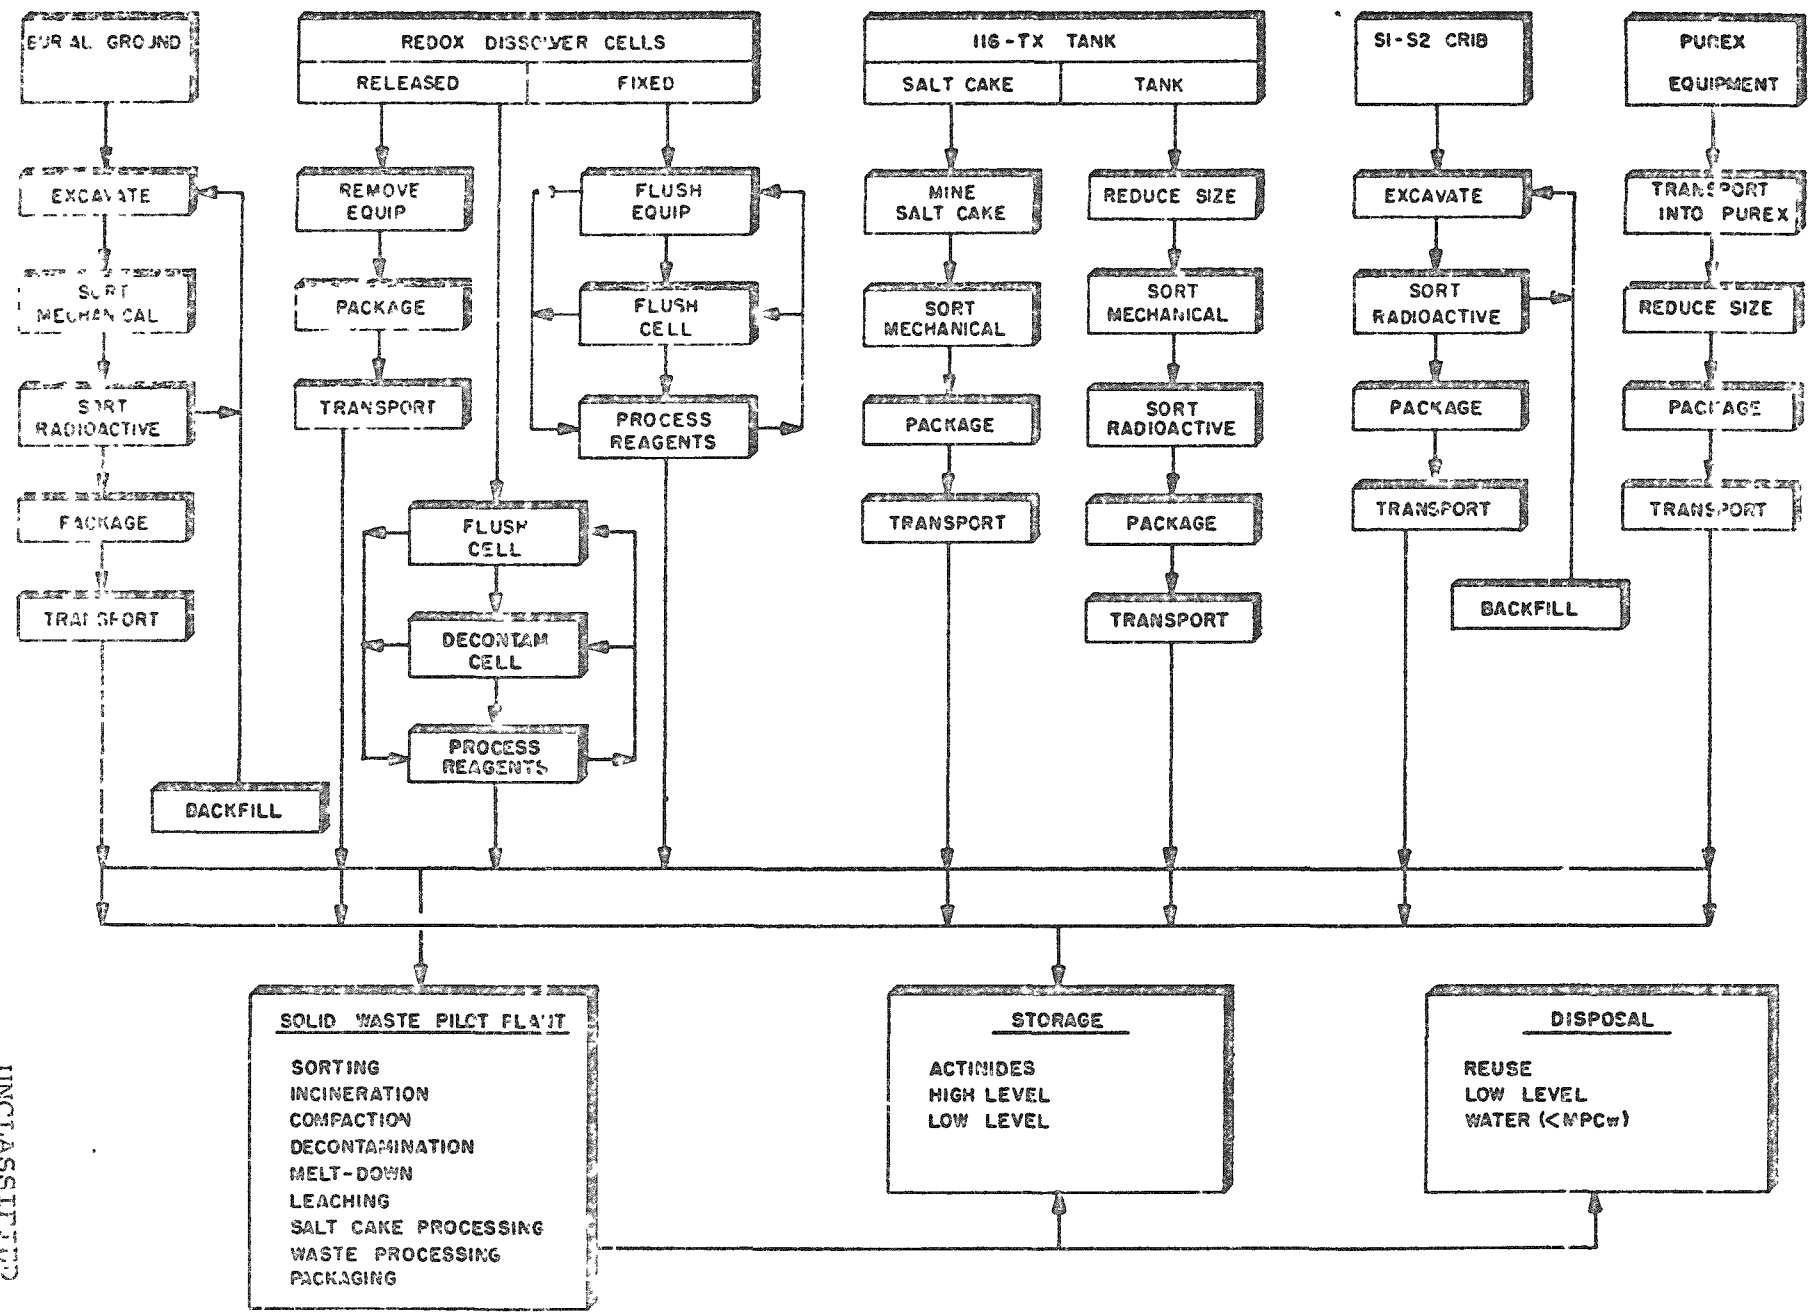 BURIAL GROUND
REDOX DISSOLVER CELLS
RELEASED
FIXED
116-TX TANK
SALT CAKE
TANK
S1-S2 CRIB
PUREX
EQUIPMENT
EXCAVATE
SORT
MECHANICAL
SORT
RADIOACTIVE
PACKAGE
TRANSPORT
BACKFILL
REMOVE
EQUIP
PACKAGE
TRANSPORT
FLUSH
CELL
DECONTAM
CELL
PROCESS
REAGENTS
FLUSH
EQUIP
FLUSH
CELL
PROCESS
REAGENTS
MINE
SALT CAKE
SORT
MECHANICAL
PACKAGE
TRANSPORT
REDUCE SIZE
SORT
MECHANICAL
SORT
RADIOACTIVE
PACKAGE
TRANSPORT
EXCAVATE
SORT
RADIOACTIVE
PACKAGE
TRANSPORT
BACKFILL
TRANSPORT
INTO PUREX
REDUCE SIZE
PACKAGE
TRANSPORT
SOLID WASTE PILOT PLANT
SORTING
INCINERATION
COMPACTION
DECONTAMINATION
MELT-DOWN
LEACHING
SALT CAKE PROCESSING
WASTE PROCESSING
PACKAGING
STORAGE
ACTINIDES
HIGH LEVEL
LOW LEVEL
DISPOSAL
REUSE
LOW LEVEL
WATER (<MPCw)
UNCLASSIFIED